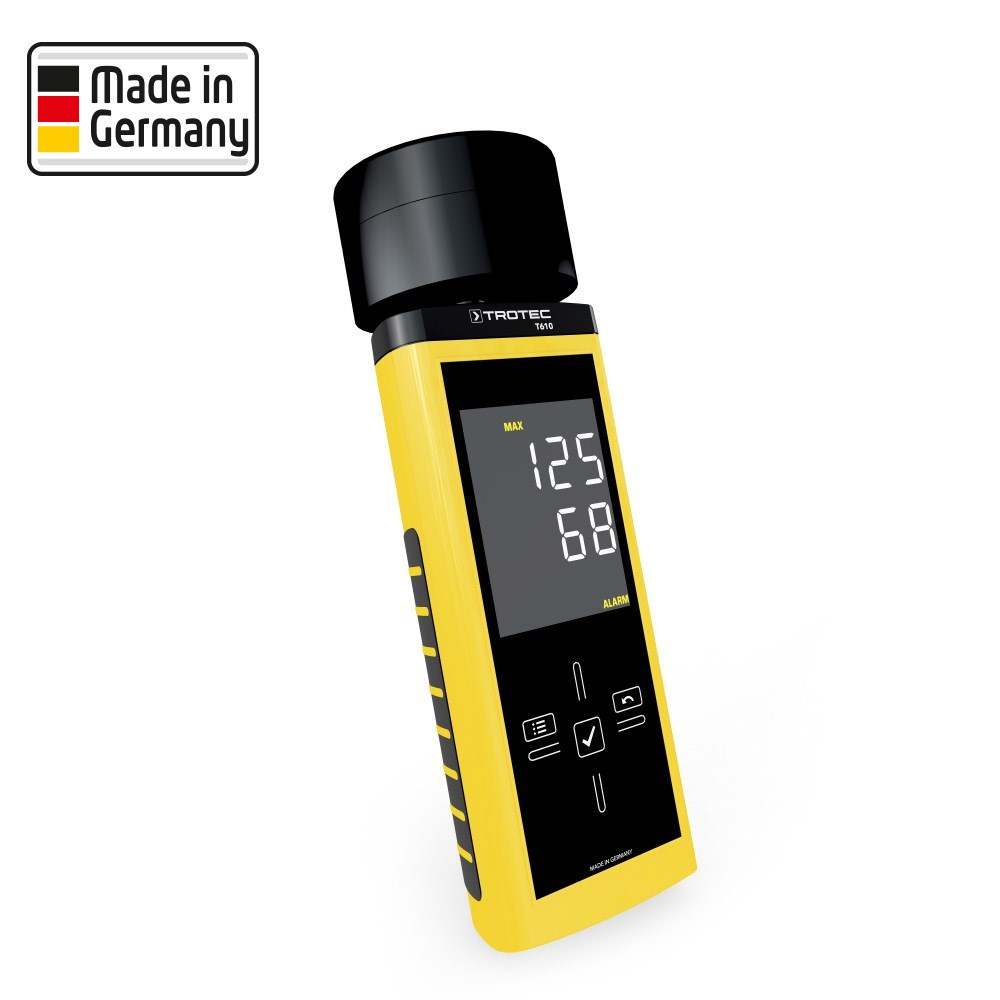 Made in
Germany
TROTEC
T610
MAX
125
68
ALARM
MADE IN GERMANY